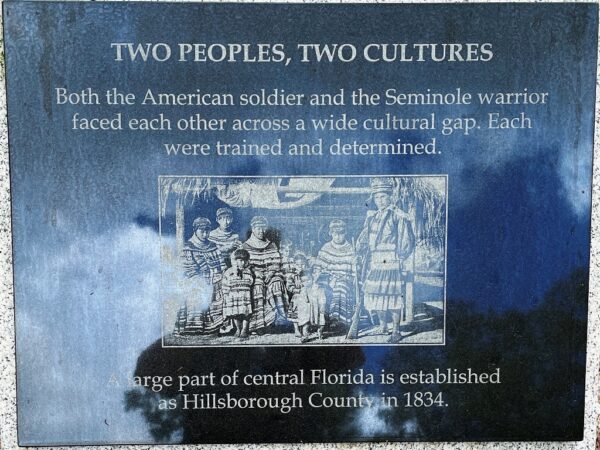 TWO PEOPLES, TWO CULTURES
Both the American soldier and the Seminole warrior
faced each other across a wide cultural gap. Each
were trained and determined.
A large part of central Florida is established
as Hillsborough County in 1834.